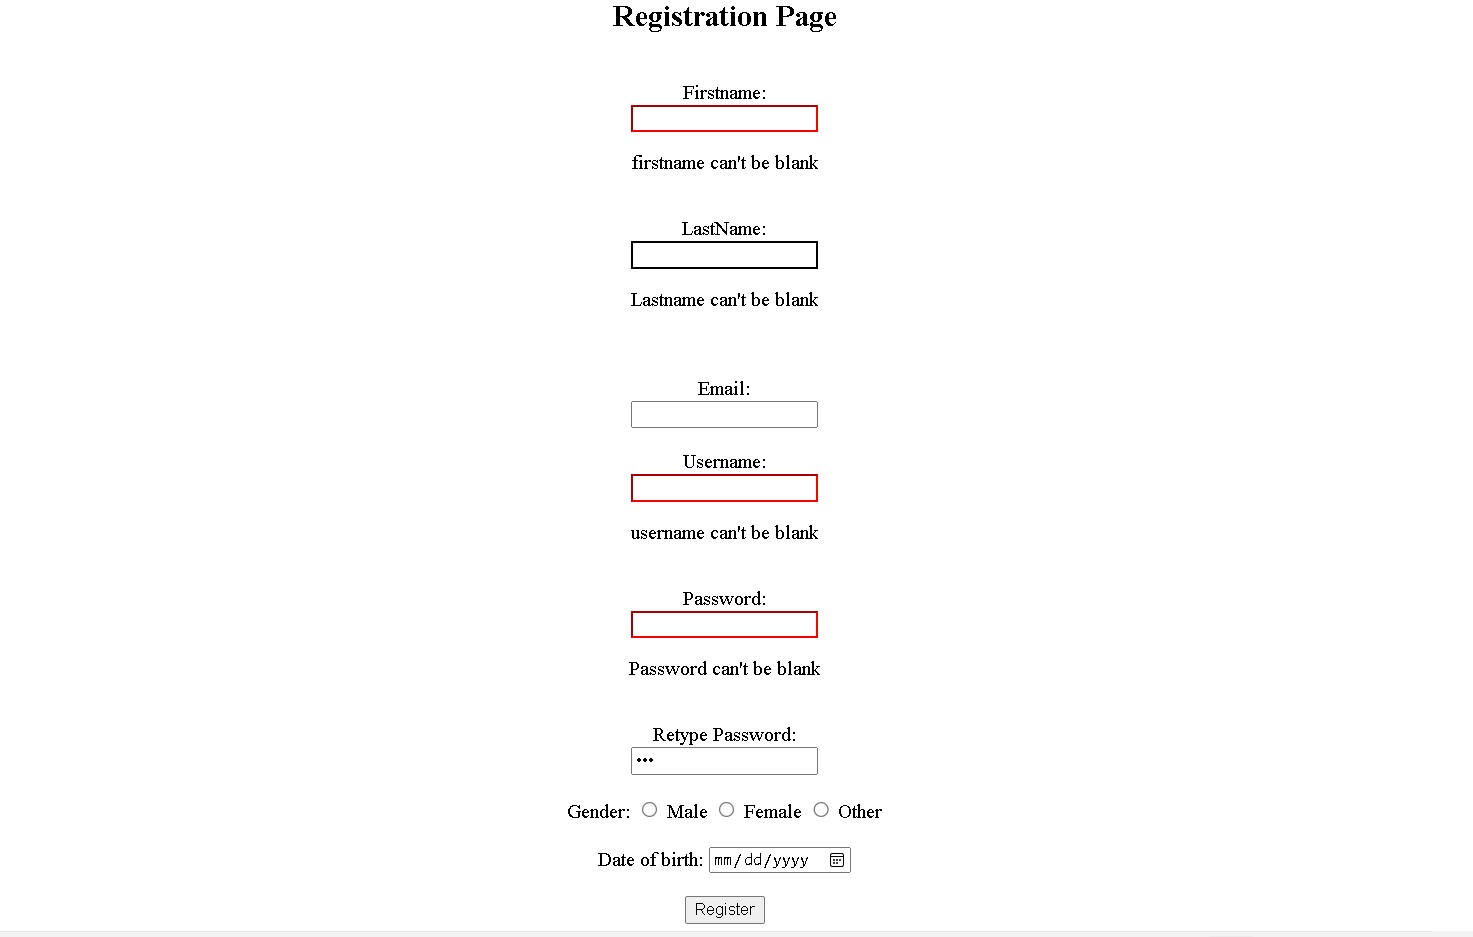 Registration Page
Firstname:
firstname can't be blank
LastName:
Lastname can't be blank
Email:
Username:
username can't be blank
Password:
Password can't be blank
Retype Password:
•••
Gender: Male Female Other
Date of birth: mm/dd/yyyy
Register